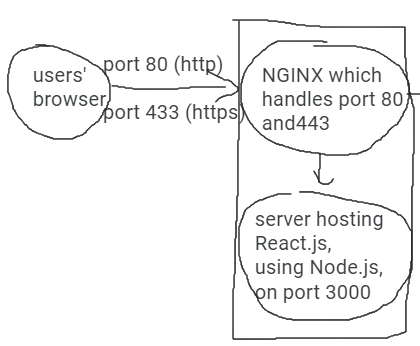 users'
browser
port 80 (http)
port 433 (https)
NGINX which
handles port 80
and443
server hosting
React.js,
using Node.js,
on port 3000